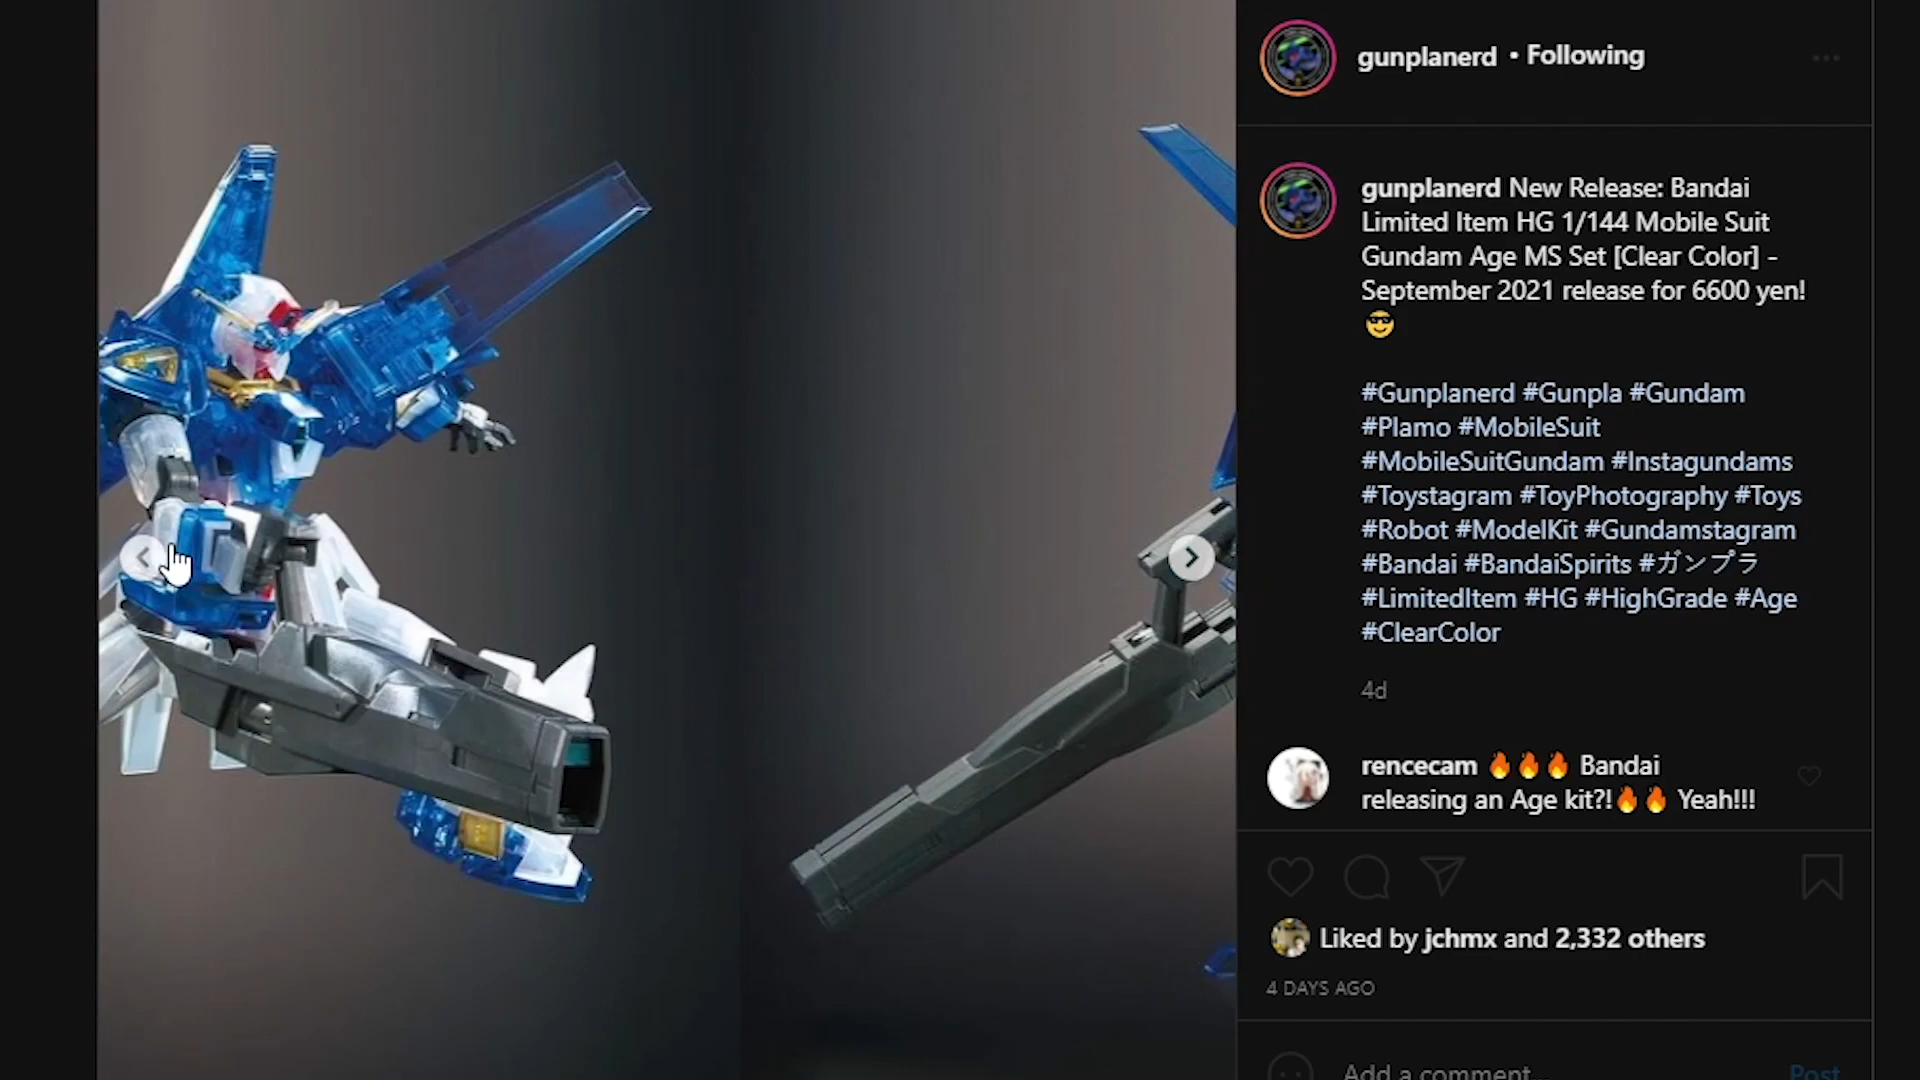 gunplanerd • Following
gunplanerd New Release: Bandai
Limited Item HG 1/144 Mobile Suit
Gundam Age MS Set [Clear Color] -
September 2021 release for 6600 yen!
😎
#Gunplanerd #Gunpla #Gundam
#Plamo #MobileSuit
#MobileSuitGundam #Instagundams
#Toystagram #ToyPhotography #Toys
#Robot #ModelKit #Gundamstagram
#Bandai #BandaiSpirits #ガンプラ
#LimitedItem #HG #HighGrade #Age
#ClearColor
4d
rencecam 🔥🔥🔥 Bandai
releasing an Age kit?!🔥🔥 Yeah!!!
Liked by jchmx and 2,332 others
4 DAYS AGO
Add a comment... Post